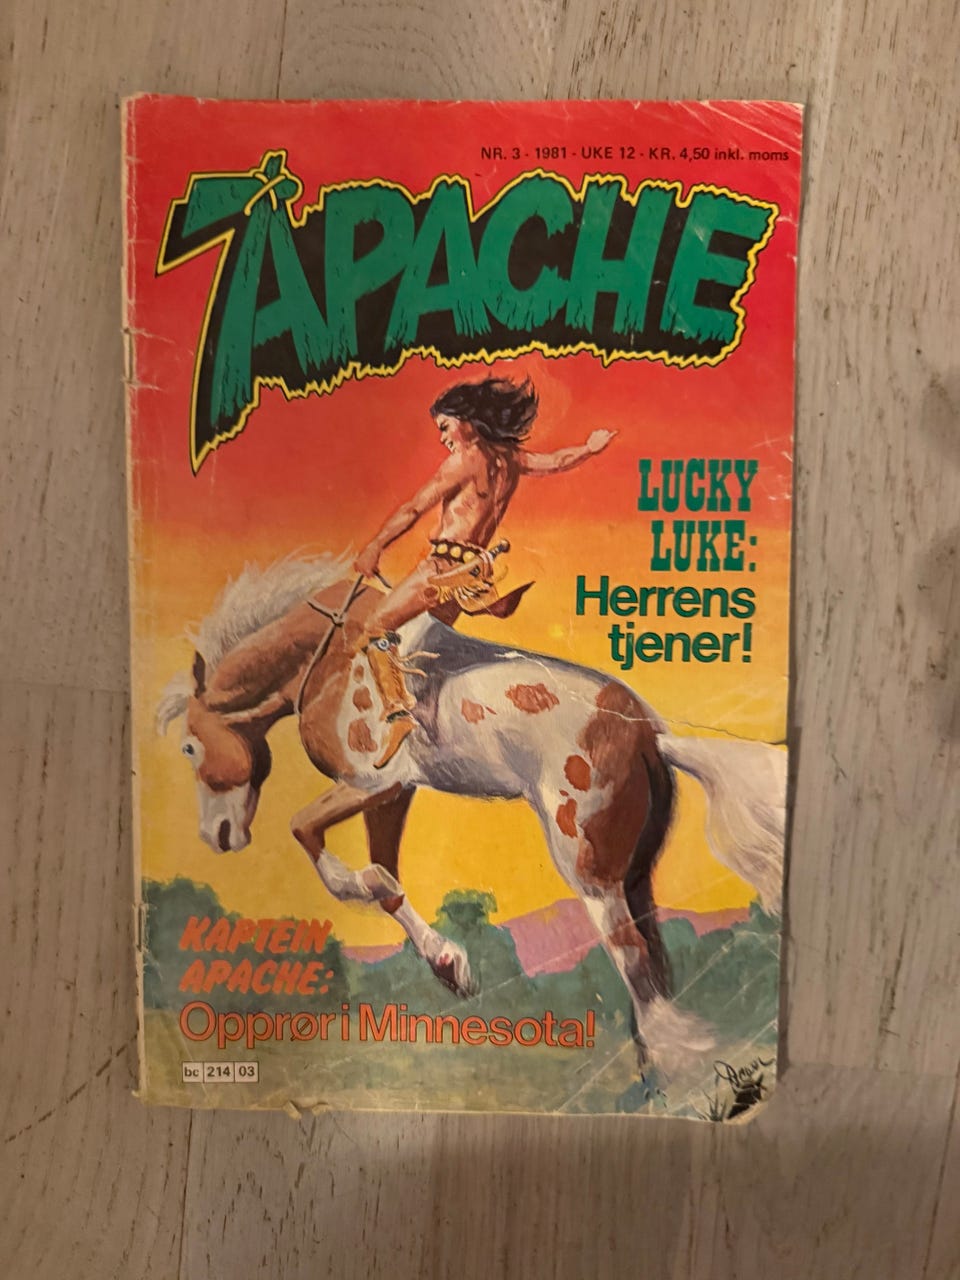 NR. 3 - 1981 - UKE 12 - KR. 4,50 inkl. moms
APACHE
LUCKY
LUKE:
Herrens
tjener!
KAPTEIN
APACHE:
Opprør i Minnesota!
bc 214 03